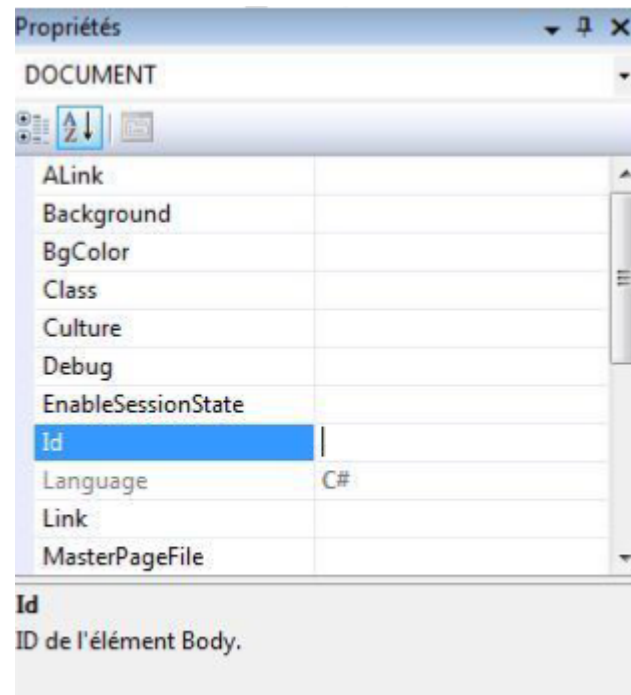 Propriétés
DOCUMENT
ALink
Background
BgColor
Class
Culture
Debug
EnableSessionState
Id
Language C#
Link
MasterPageFile
Id
ID de l'élément Body.